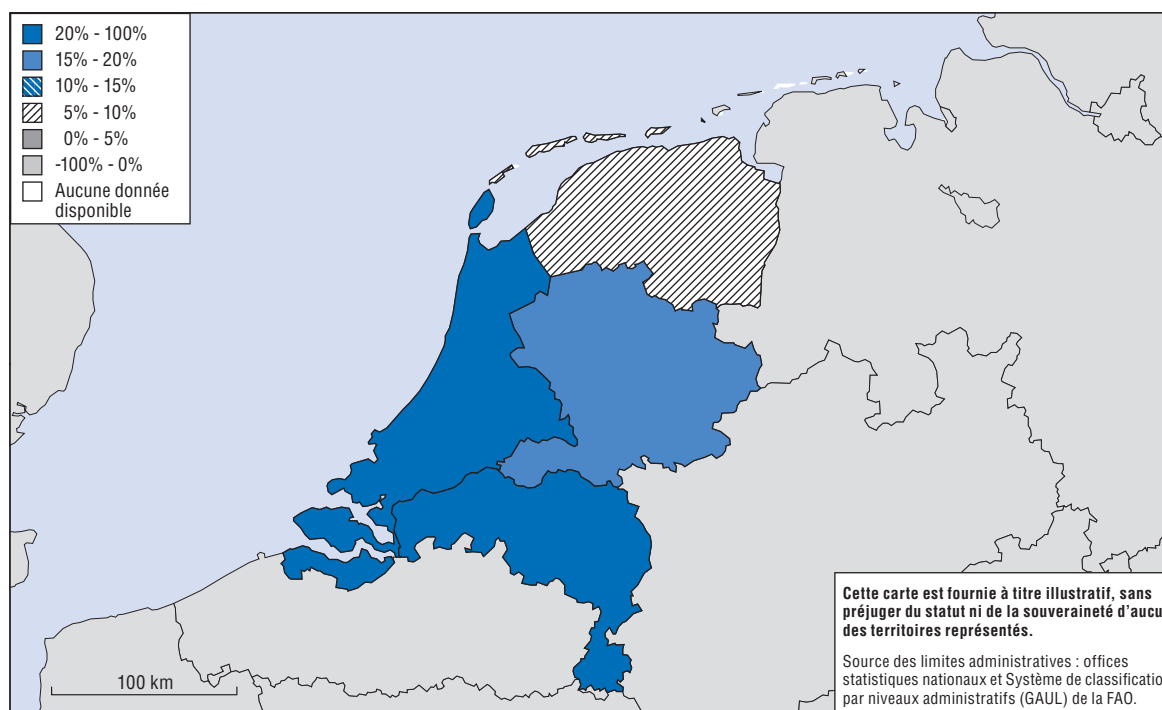 20% - 100%
15% - 20%
10% - 15%
5% - 10%
0% - 5%
-100% - 0%
Aucune donnée
disponible
100 km
Cette carte est fournie à titre illustratif, sans
préjuger du statut ni de la souveraineté d’aucu
des territoires représentés.
Source des limites administratives : offices
statistiques nationaux et Système de classificatio
par niveaux administratifs (GAUL) de la FAO.